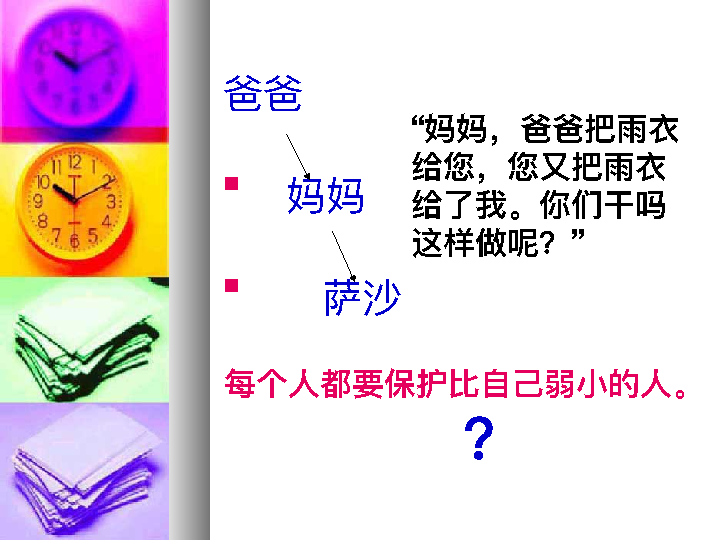 爸爸
妈妈
萨沙
“妈妈，爸爸把雨衣
给您，您又把雨衣
给了我。你们干吗
这样做呢？”
每个人都要保护比自己弱小的人。
？